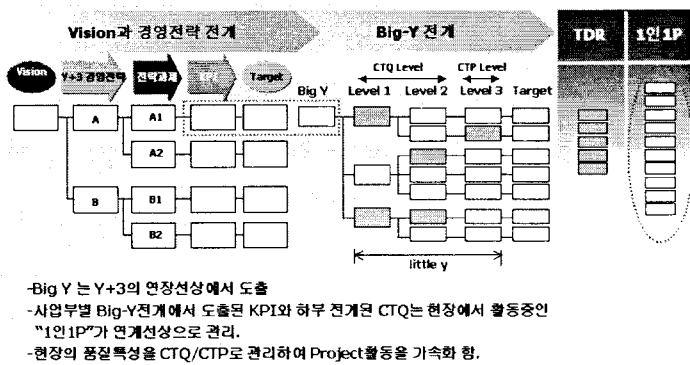 Vision과 경영전략 전개
Big-Y 전개
TDR
1인1P
Vision
Y+3 경영전략
전략과제
KPI
Target
CTQ Level
CTP Level
Big Y
Level 1
Level 2
Level 3
Target
A
A1
A2
B
B1
B2
little y
-Big Y 는 Y+3의 연장선상에서 도출
-사업부별 Big-Y전개에서 도출된 KPI와 하부 전개된 CTQ는 현장에서 활동중인
"1인1P"가 연계선상으로 관리.
-현장의 품질특성을 CTQ/CTP로 관리하여 Project활동을 가속화 함.